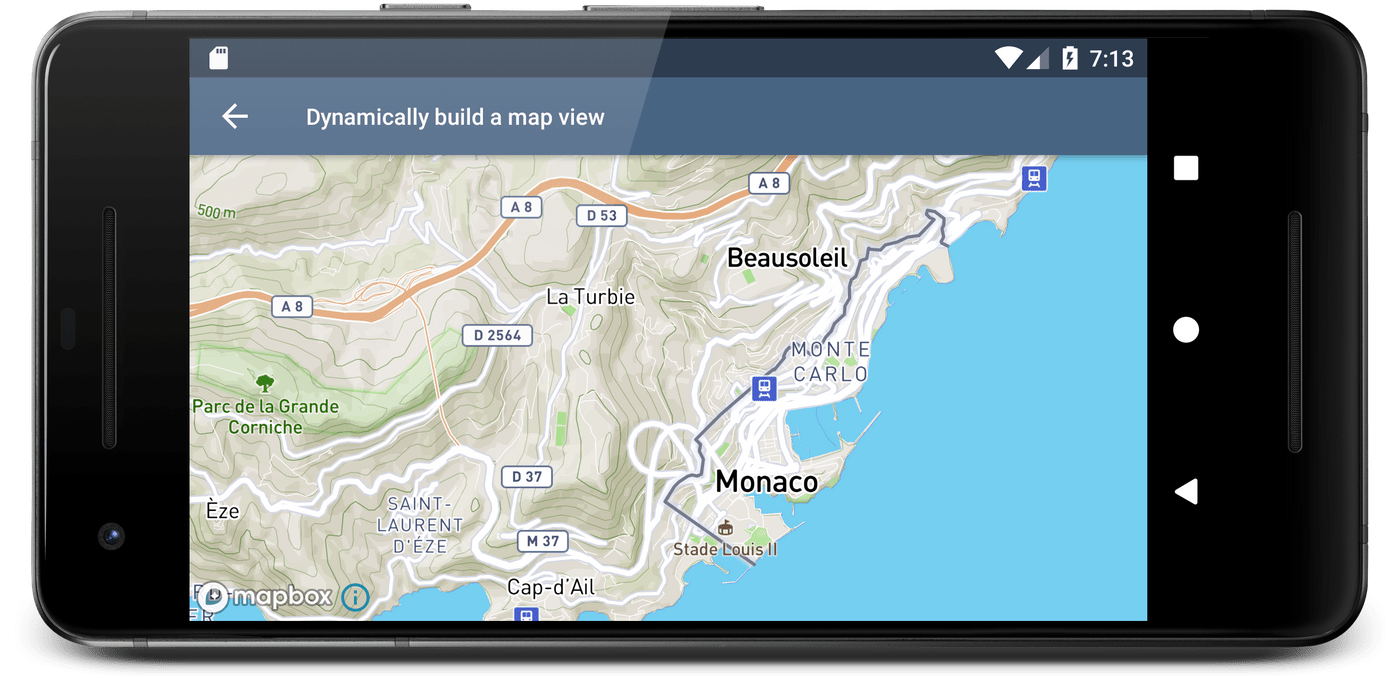 7:13
Dynamically build a map view
A 8
A 8
D 53
500 m
Beausoleil
La Turbie
A 8
D 2564
MONTE
CARLO
Parc de la Grande
Corniche
D 37
Monaco
Èze
SAINT-
LAURENT
D'ÉZE
Stade Louis II
M 37
Cap-d'Ail
mapbox